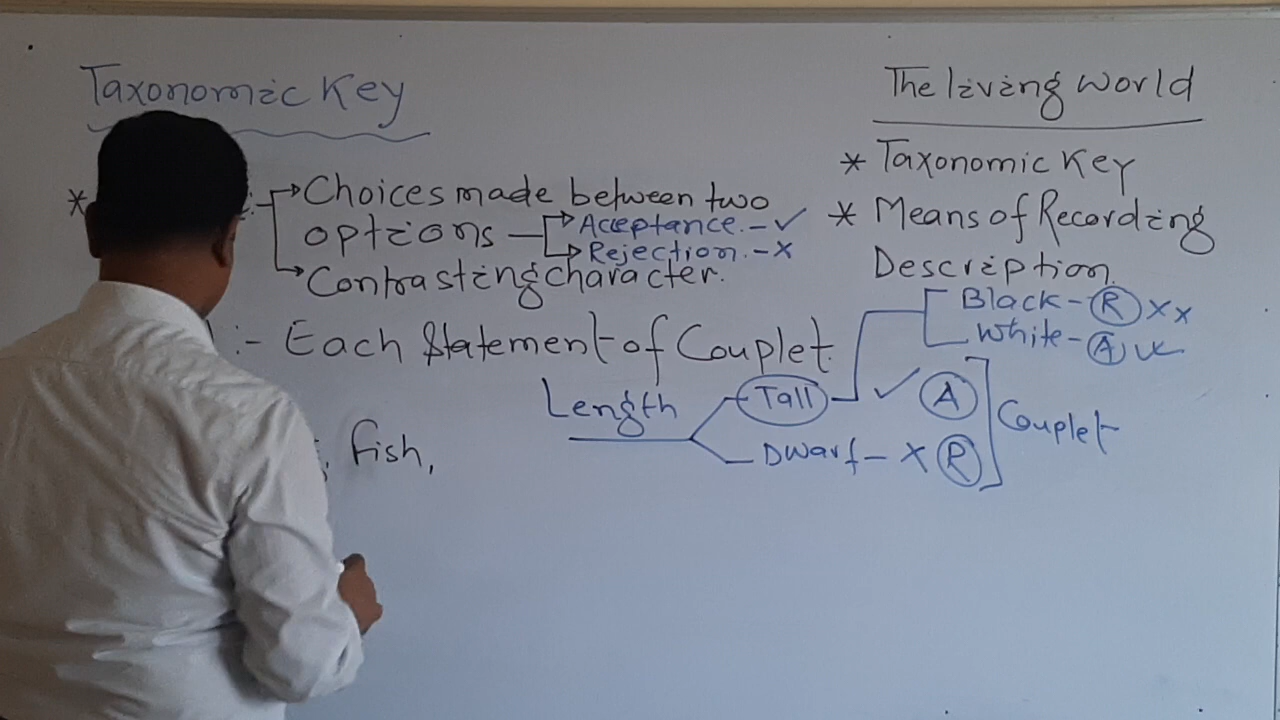 Taxonomic Key
* :- Choices made between two
options - Acceptance. - ✓
Rejection. - X
Contrasting character.
:- Each Statement of Couplet.
Fish,
The living world
* Taxonomic Key
* Means of Recording
Description.
Black - R X X
White - A ✓
Length Tall ✓ A
Dwarf - X R
Couplet